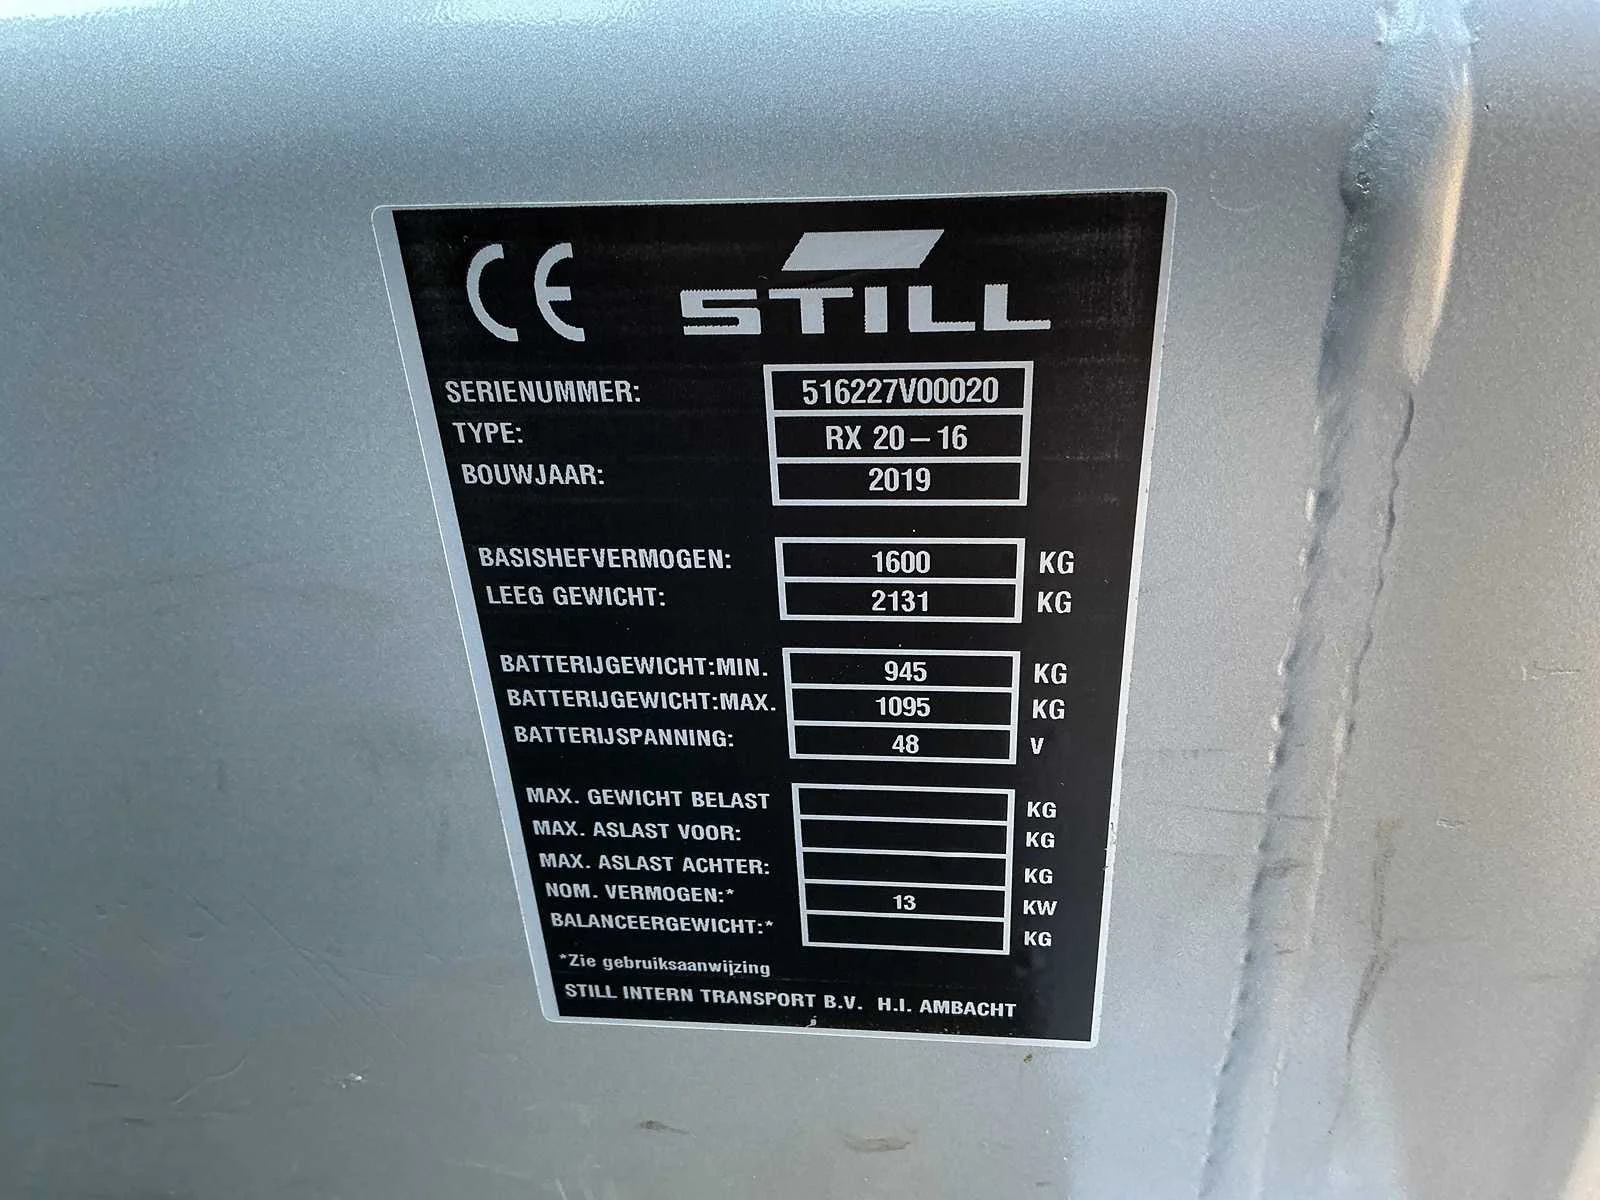 CE STILL
SERIENUMMER: 516227V00020
TYPE: RX 20-16
BOUWJAAR: 2019
BASISHEFVERMOGEN: 1600 KG
LEEG GEWICHT: 2131 KG
BATTERIJGEWICHT:MIN. 945 KG
BATTERIJGEWICHT:MAX. 1095 KG
BATTERIJSPANNING: 48 V
MAX. GEWICHT BELAST KG
MAX. ASLAST VOOR: KG
MAX. ASLAST ACHTER: KG
NOM. VERMOGEN:* 13 KW
BALANCEERGEWICHT:* KG
*Zie gebruiksaanwijzing
STILL INTERN TRANSPORT B.V. H.I. AMBACHT